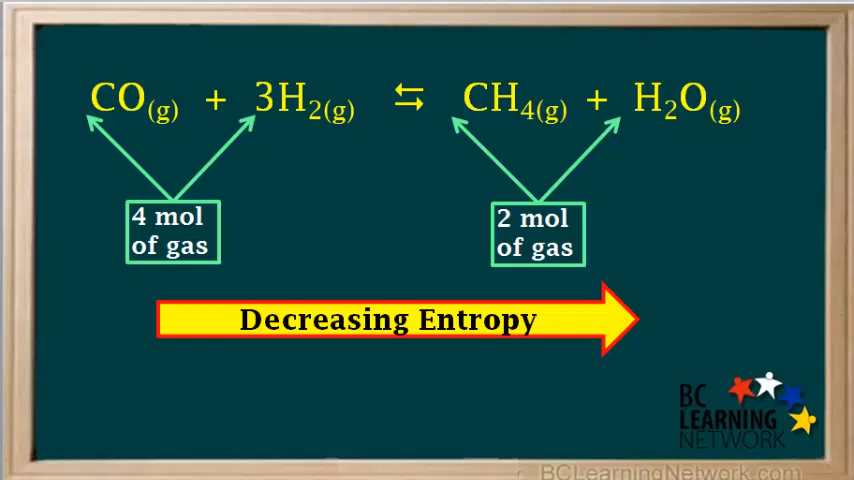 CO(g) + 3H2(g) ⇆ CH4(g) + H2O(g)
4 mol
of gas
2 mol
of gas
Decreasing Entropy
BC
LEARNING
NETWORK
BCLearningNetwork.com